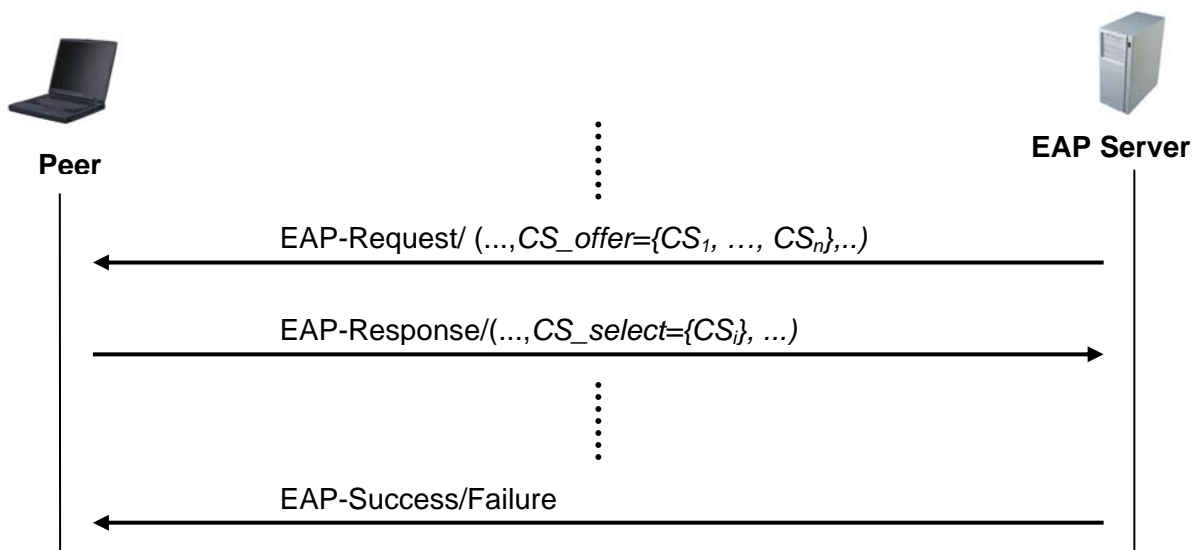 Peer
EAP Server
EAP-Request/ (...,CS_offer={CS₁, …, CSₙ},..)
EAP-Response/(...,CS_select={CSᵢ}, ...)
EAP-Success/Failure